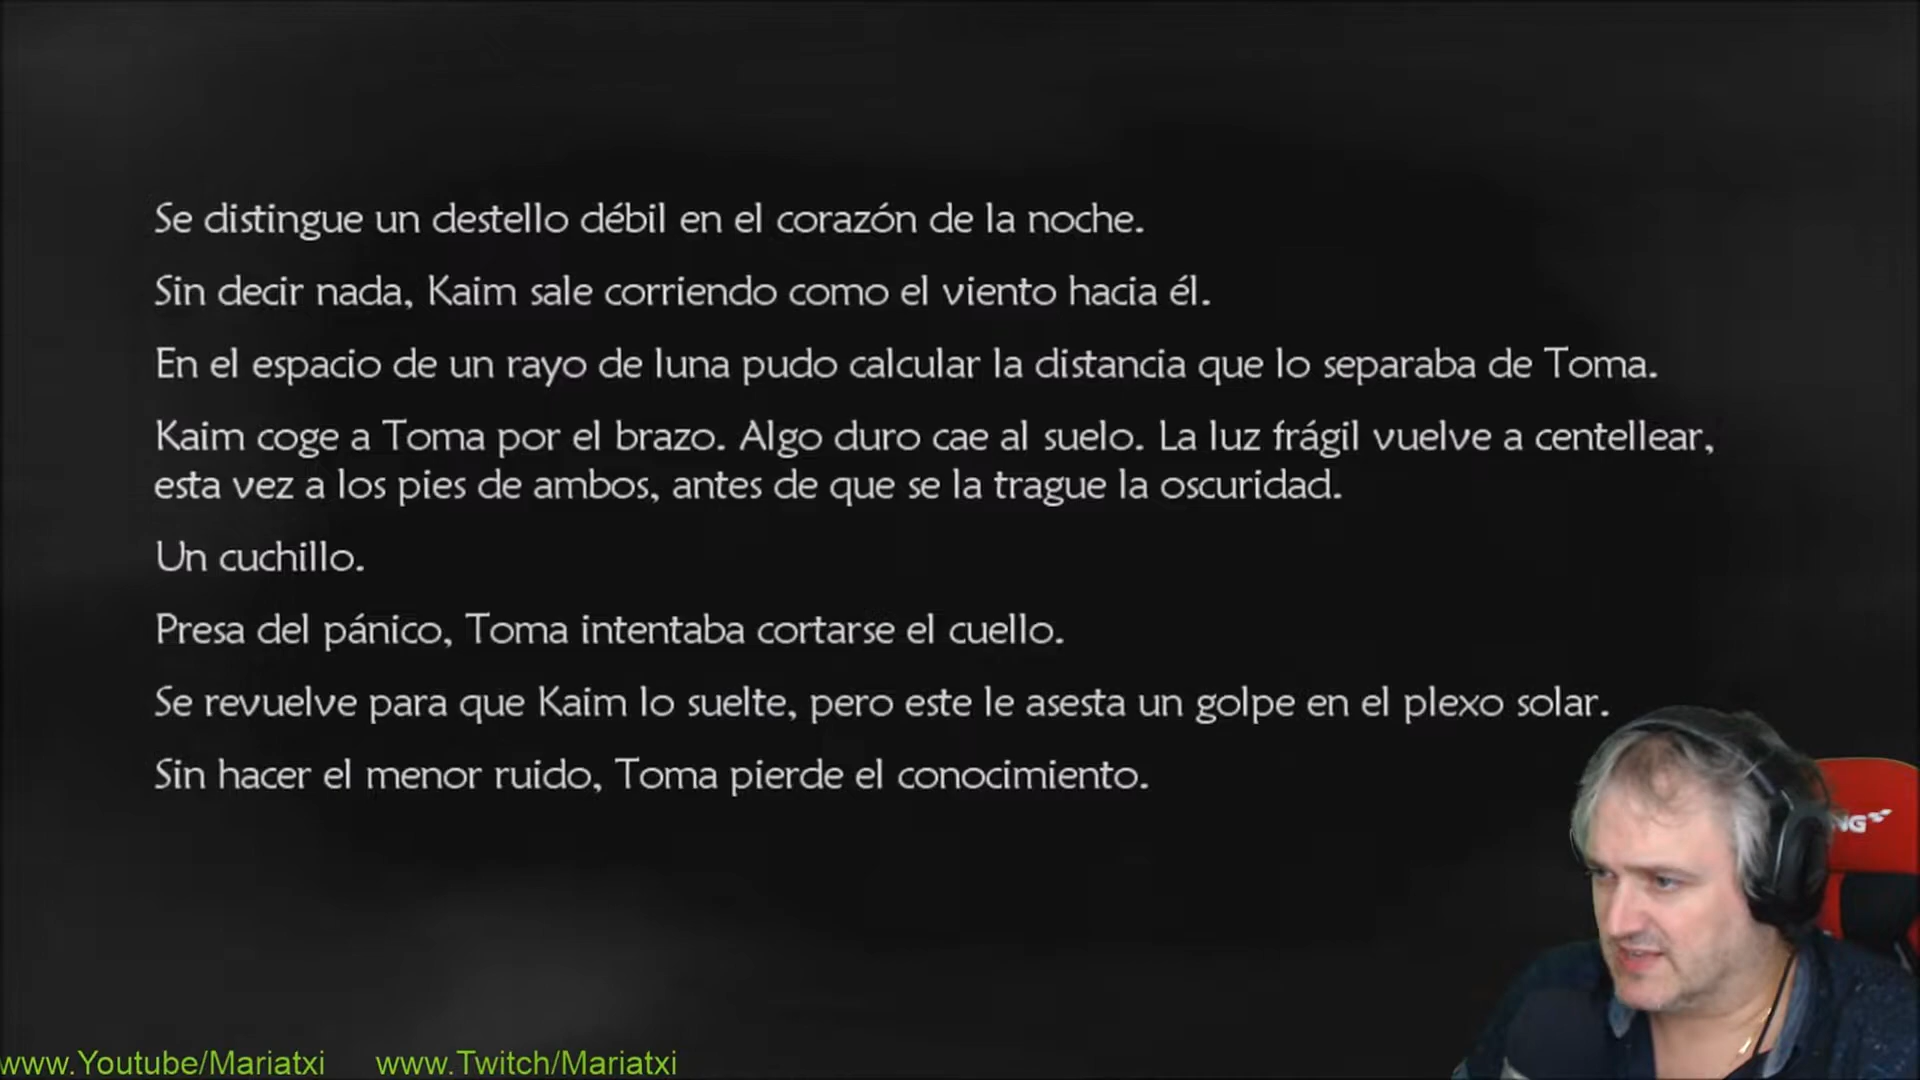 Se distingue un destello débil en el corazón de la noche.
Sin decir nada, Kaim sale corriendo como el viento hacia él.
En el espacio de un rayo de luna pudo calcular la distancia que lo separaba de Toma.
Kaim coge a Toma por el brazo. Algo duro cae al suelo. La luz frágil vuelve a centellear,
esta vez a los pies de ambos, antes de que se la trague la oscuridad.
Un cuchillo.
Presa del pánico, Toma intentaba cortarse el cuello.
Se revuelve para que Kaim lo suelte, pero este le asesta un golpe en el plexo solar.
Sin hacer el menor ruido, Toma pierde el conocimiento.
www.Youtube/Mariatxi www.Twitch/Mariatxi